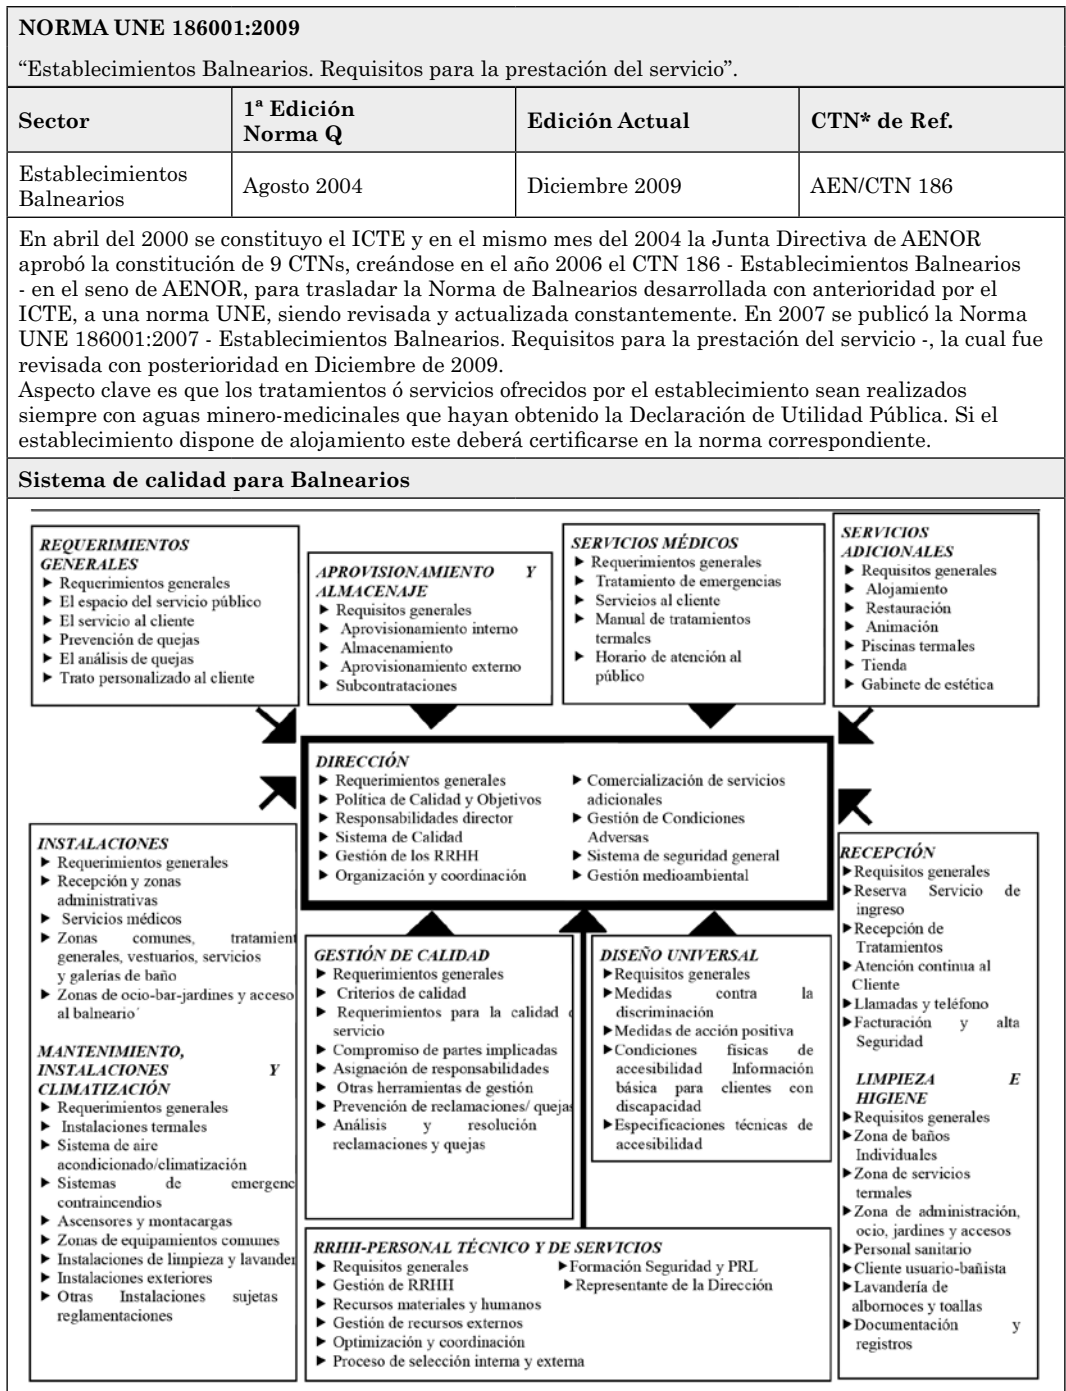 NORMA UNE 186001:2009
“Establecimientos Balnearios. Requisitos para la prestación del servicio”.
Sector
1ª Edición
Norma Q
Edición Actual
CTN* de Ref.
Establecimientos
Balnearios
Agosto 2004
Diciembre 2009
AEN/CTN 186
En abril del 2000 se constituyo el ICTE y en el mismo mes del 2004 la Junta Directiva de AENOR
aprobó la constitución de 9 CTNs, creándose en el año 2006 el CTN 186 - Establecimientos Balnearios
- en el seno de AENOR, para trasladar la Norma de Balnearios desarrollada con anterioridad por el
ICTE, a una norma UNE, siendo revisada y actualizada constantemente. En 2007 se publicó la Norma
UNE 186001:2007 - Establecimientos Balnearios. Requisitos para la prestación del servicio -, la cual fue
revisada con posterioridad en Diciembre de 2009.
Aspecto clave es que los tratamientos ó servicios ofrecidos por el establecimiento sean realizados
siempre con aguas minero-medicinales que hayan obtenido la Declaración de Utilidad Pública. Si el
establecimiento dispone de alojamiento este deberá certificarse en la norma correspondiente.
Sistema de calidad para Balnearios
REQUERIMIENTOS
GENERALES
► Requerimientos generales
► El espacio del servicio público
► El servicio al cliente
► Prevención de quejas
► El análisis de quejas
► Trato personalizado al cliente
APROVISIONAMIENTO Y
ALMACENAJE
► Requisitos generales
► Aprovisionamiento interno
► Almacenamiento
► Aprovisionamiento externo
► Subcontrataciones
SERVICIOS MÉDICOS
► Requerimientos generales
► Tratamiento de emergencias
► Servicios al cliente
► Manual de tratamientos
termales
► Horario de atención al
público
SERVICIOS
ADICIONALES
► Requisitos generales
► Alojamiento
► Restauración
► Animación
► Piscinas termales
► Tienda
► Gabinete de estética
DIRECCIÓN
► Requerimientos generales
► Política de Calidad y Objetivos
► Responsabilidades director
► Sistema de Calidad
► Gestión de los RRHH
► Organización y coordinación
► Comercialización de servicios
adicionales
► Gestión de Condiciones
Adversas
► Sistema de seguridad general
► Gestión medioambiental
INSTALACIONES
► Requerimientos generales
► Recepción y zonas
administrativas
► Servicios médicos
► Zonas comunes, tratamient
generales, vestuarios, servicios
y galerías de baño
► Zonas de ocio-bar-jardines y acceso
al balneario
MANTENIMIENTO,
INSTALACIONES Y
CLIMATIZACIÓN
► Requerimientos generales
► Instalaciones termales
► Sistema de aire
acondicionado/climatización
► Sistemas de emergenc
contraincendios
► Ascensores y montacargas
► Zonas de equipamientos comunes
► Instalaciones de limpieza y lavander
► Instalaciones exteriores
► Otras Instalaciones sujetas
reglamentaciones
GESTIÓN DE CALIDAD
► Requerimientos generales
► Criterios de calidad
► Requerimientos para la calidad
servicio
► Compromiso de partes implicadas
► Asignación de responsabilidades
► Otras herramientas de gestión
► Prevención de reclamaciones/ quejas
► Análisis y resolución
reclamaciones y quejas
DISEÑO UNIVERSAL
►Requisitos generales
►Medidas contra la
discriminación
►Medidas de acción positiva
►Condiciones físicas de
accesibilidad Información
básica para clientes con
discapacidad
►Especificaciones técnicas de
accesibilidad
RECEPCIÓN
►Requisitos generales
►Reserva Servicio de
ingreso
►Recepción de
Tratamientos
►Atención continua al
Cliente
►Llamadas y teléfono
►Facturación y alta
Seguridad
LIMPIEZA E
HIGIENE
►Requisitos generales
►Zona de baños
Individuales
►Zona de servicios
termales
►Zona de administración,
ocio, jardines y accesos
►Personal sanitario
►Cliente usuario-bañista
►Lavandería de
albornoces y toallas
►Documentación y
registros
RRHH-PERSONAL TÉCNICO Y DE SERVICIOS
► Requisitos generales
► Gestión de RRHH
► Recursos materiales y humanos
► Gestión de recursos externos
► Optimización y coordinación
► Proceso de selección interna y externa
►Formación Seguridad y PRL
►Representante de la Dirección